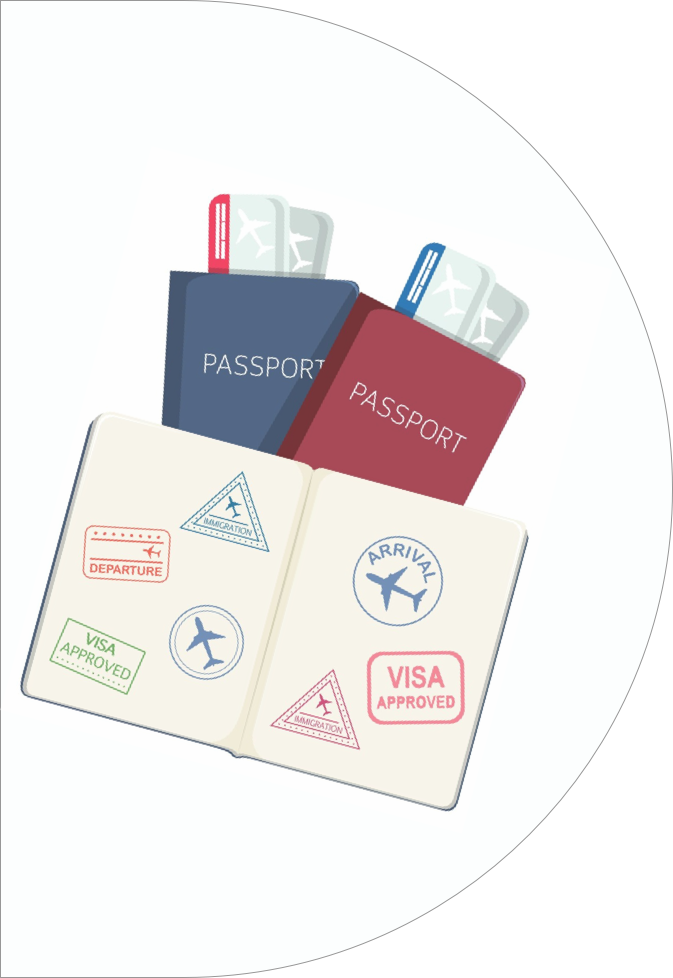 PASSPORT
PASSPORT
IMMIGRATION
DEPARTURE
VISA
APPROVED
ARRIVAL
VISA
APPROVED
IMMIGRATION